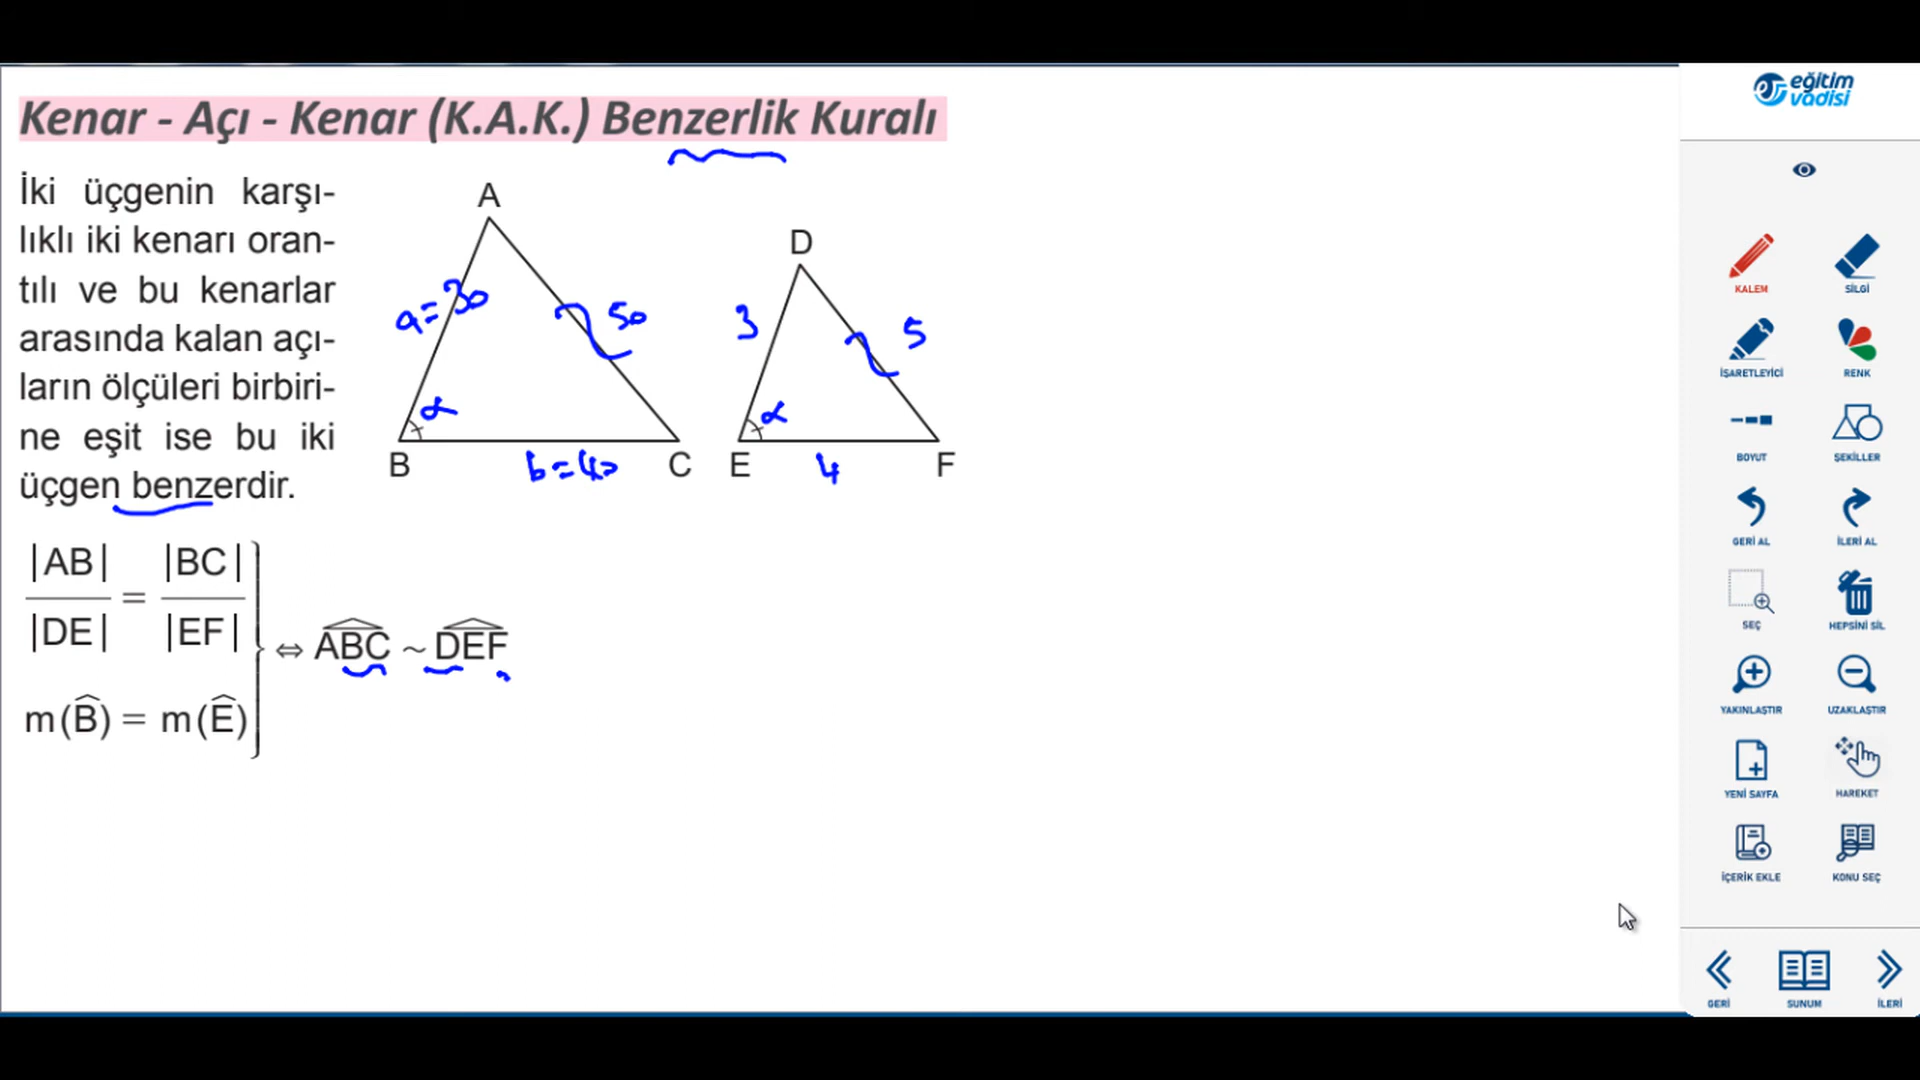 Kenar - Açı - Kenar (K.A.K.) Benzerlik Kuralı
İki üçgenin karşı-
lıklı iki kenarı oran-
tılı ve bu kenarlar
arasında kalan açı-
ların ölçüleri birbiri-
ne eşit ise bu iki
üçgen benzerdir.
A
a=30
50
α
B
b=40
C
D
3
5
α
E
4
F
|AB| / |DE| = |BC| / |EF|
m(B̂) = m(Ê)
⇔ ABC ~ DEF
eğitim
vadisi
KALEM
SİLGİ
İŞARETLEYİCİ
RENK
BOYUT
ŞEKİLLER
GERİ AL
İLERİ AL
SEÇ
HEPSİNİ SİL
YAKINLAŞTIR
UZAKLAŞTIR
YENİ SAYFA
HAREKET
İÇERİK EKLE
KONU SEÇ
GERİ
SUNUM
İLERİ